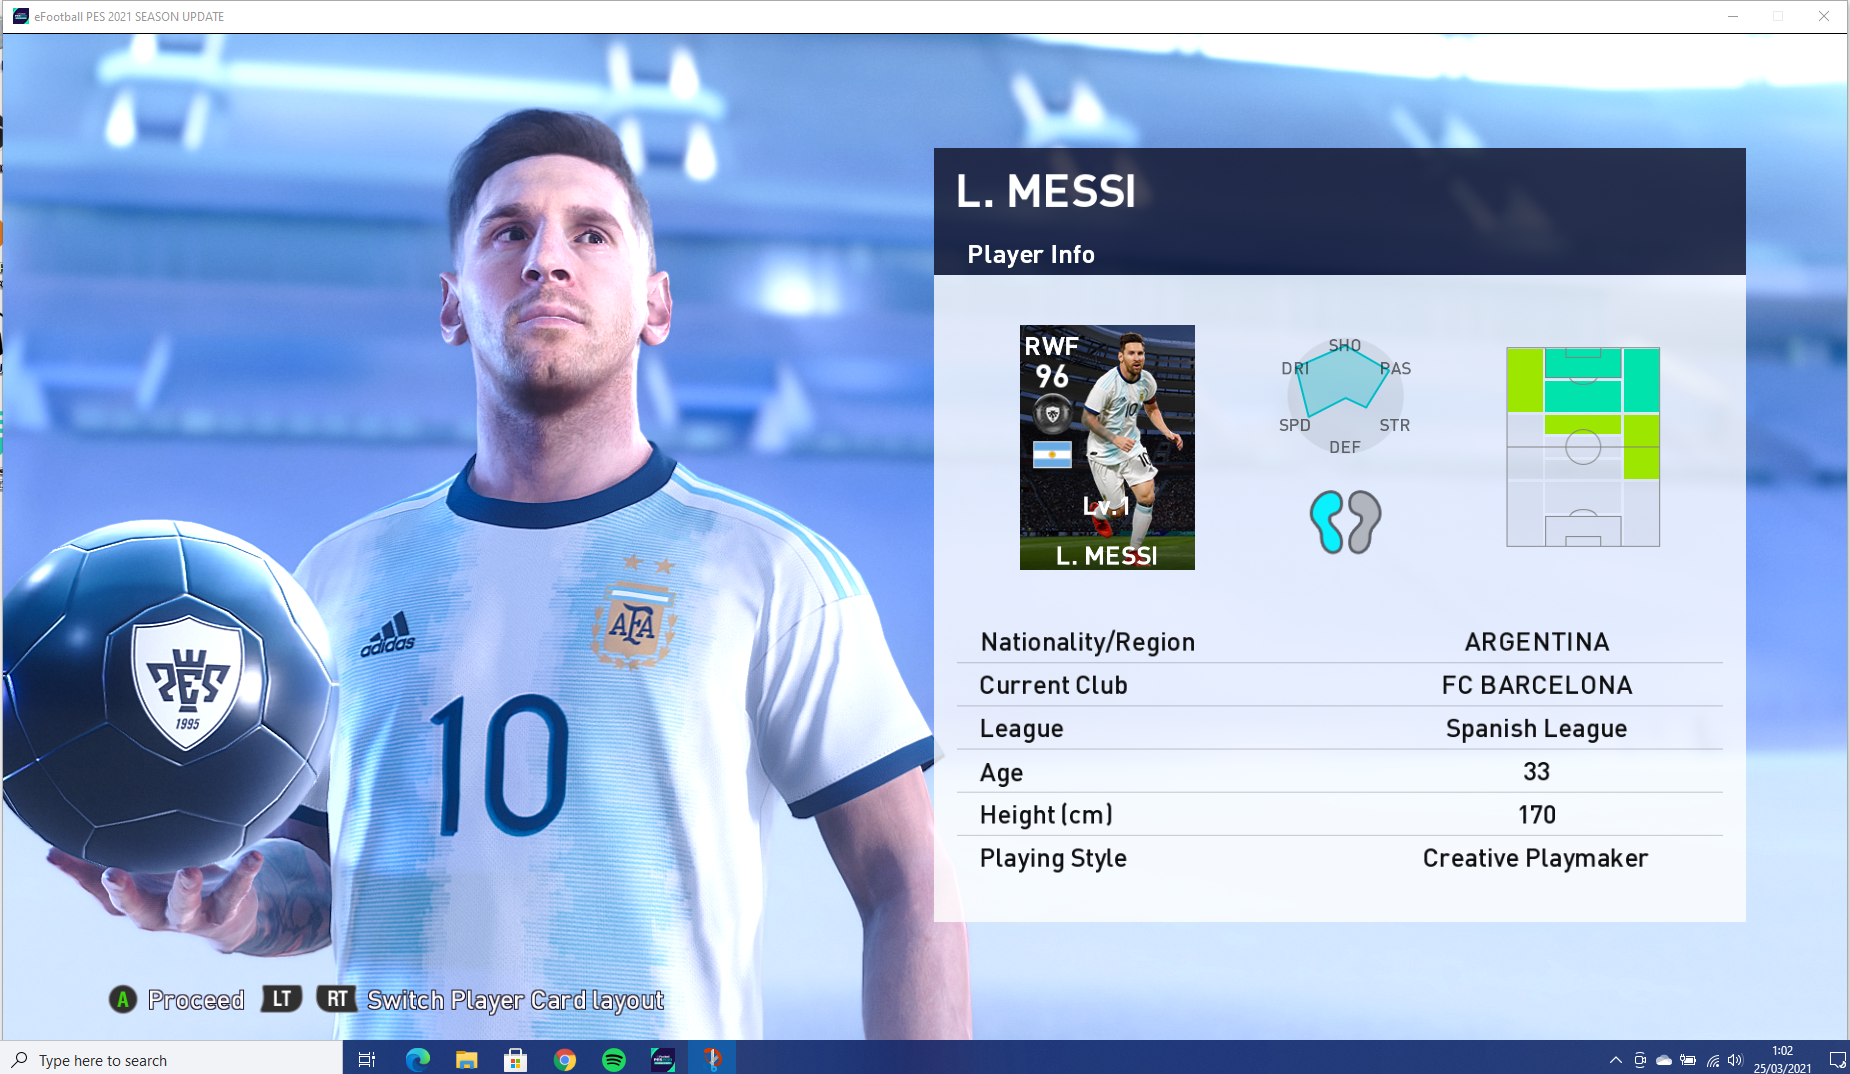 eFootball PES 2021 SEASON UPDATE
L. MESSI
Player Info
RWF
96
10
10
Lv.1
L. MESSI
SHO
DRI
PAS
SPD
STR
DEF
AFA
adidas
10
PES
1995
Nationality/Region ARGENTINA
Current Club FC BARCELONA
League Spanish League
Age 33
Height (cm) 170
Playing Style Creative Playmaker
A Proceed LT RT Switch Player Card layout
Type here to search
1:02
25/03/2021